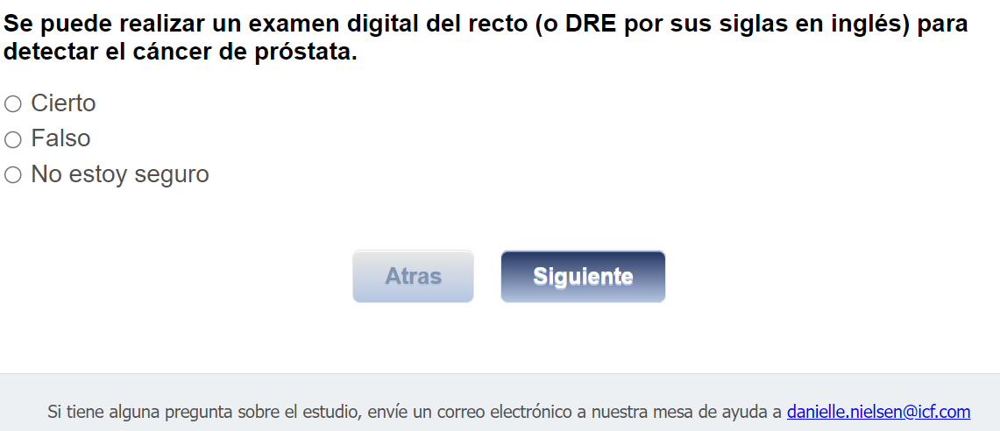 Se puede realizar un examen digital del recto (o DRE por sus siglas en inglés) para
detectar el cáncer de próstata.
Cierto
Falso
No estoy seguro
Atras Siguiente
Si tiene alguna pregunta sobre el estudio, envíe un correo electrónico a nuestra mesa de ayuda a danielle.nielsen@icf.com